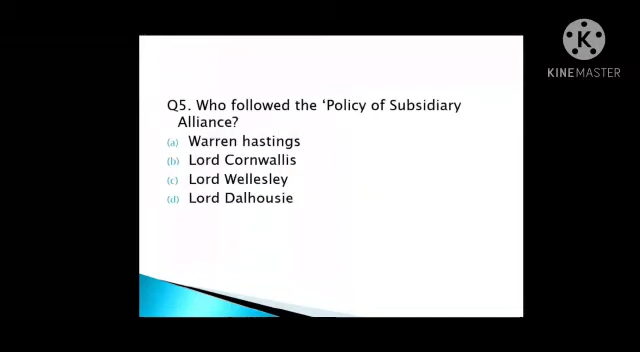 K
KINEMASTER
Q5. Who followed the ‘Policy of Subsidiary
Alliance?
(a) Warren hastings
(b) Lord Cornwallis
(c) Lord Wellesley
(d) Lord Dalhousie